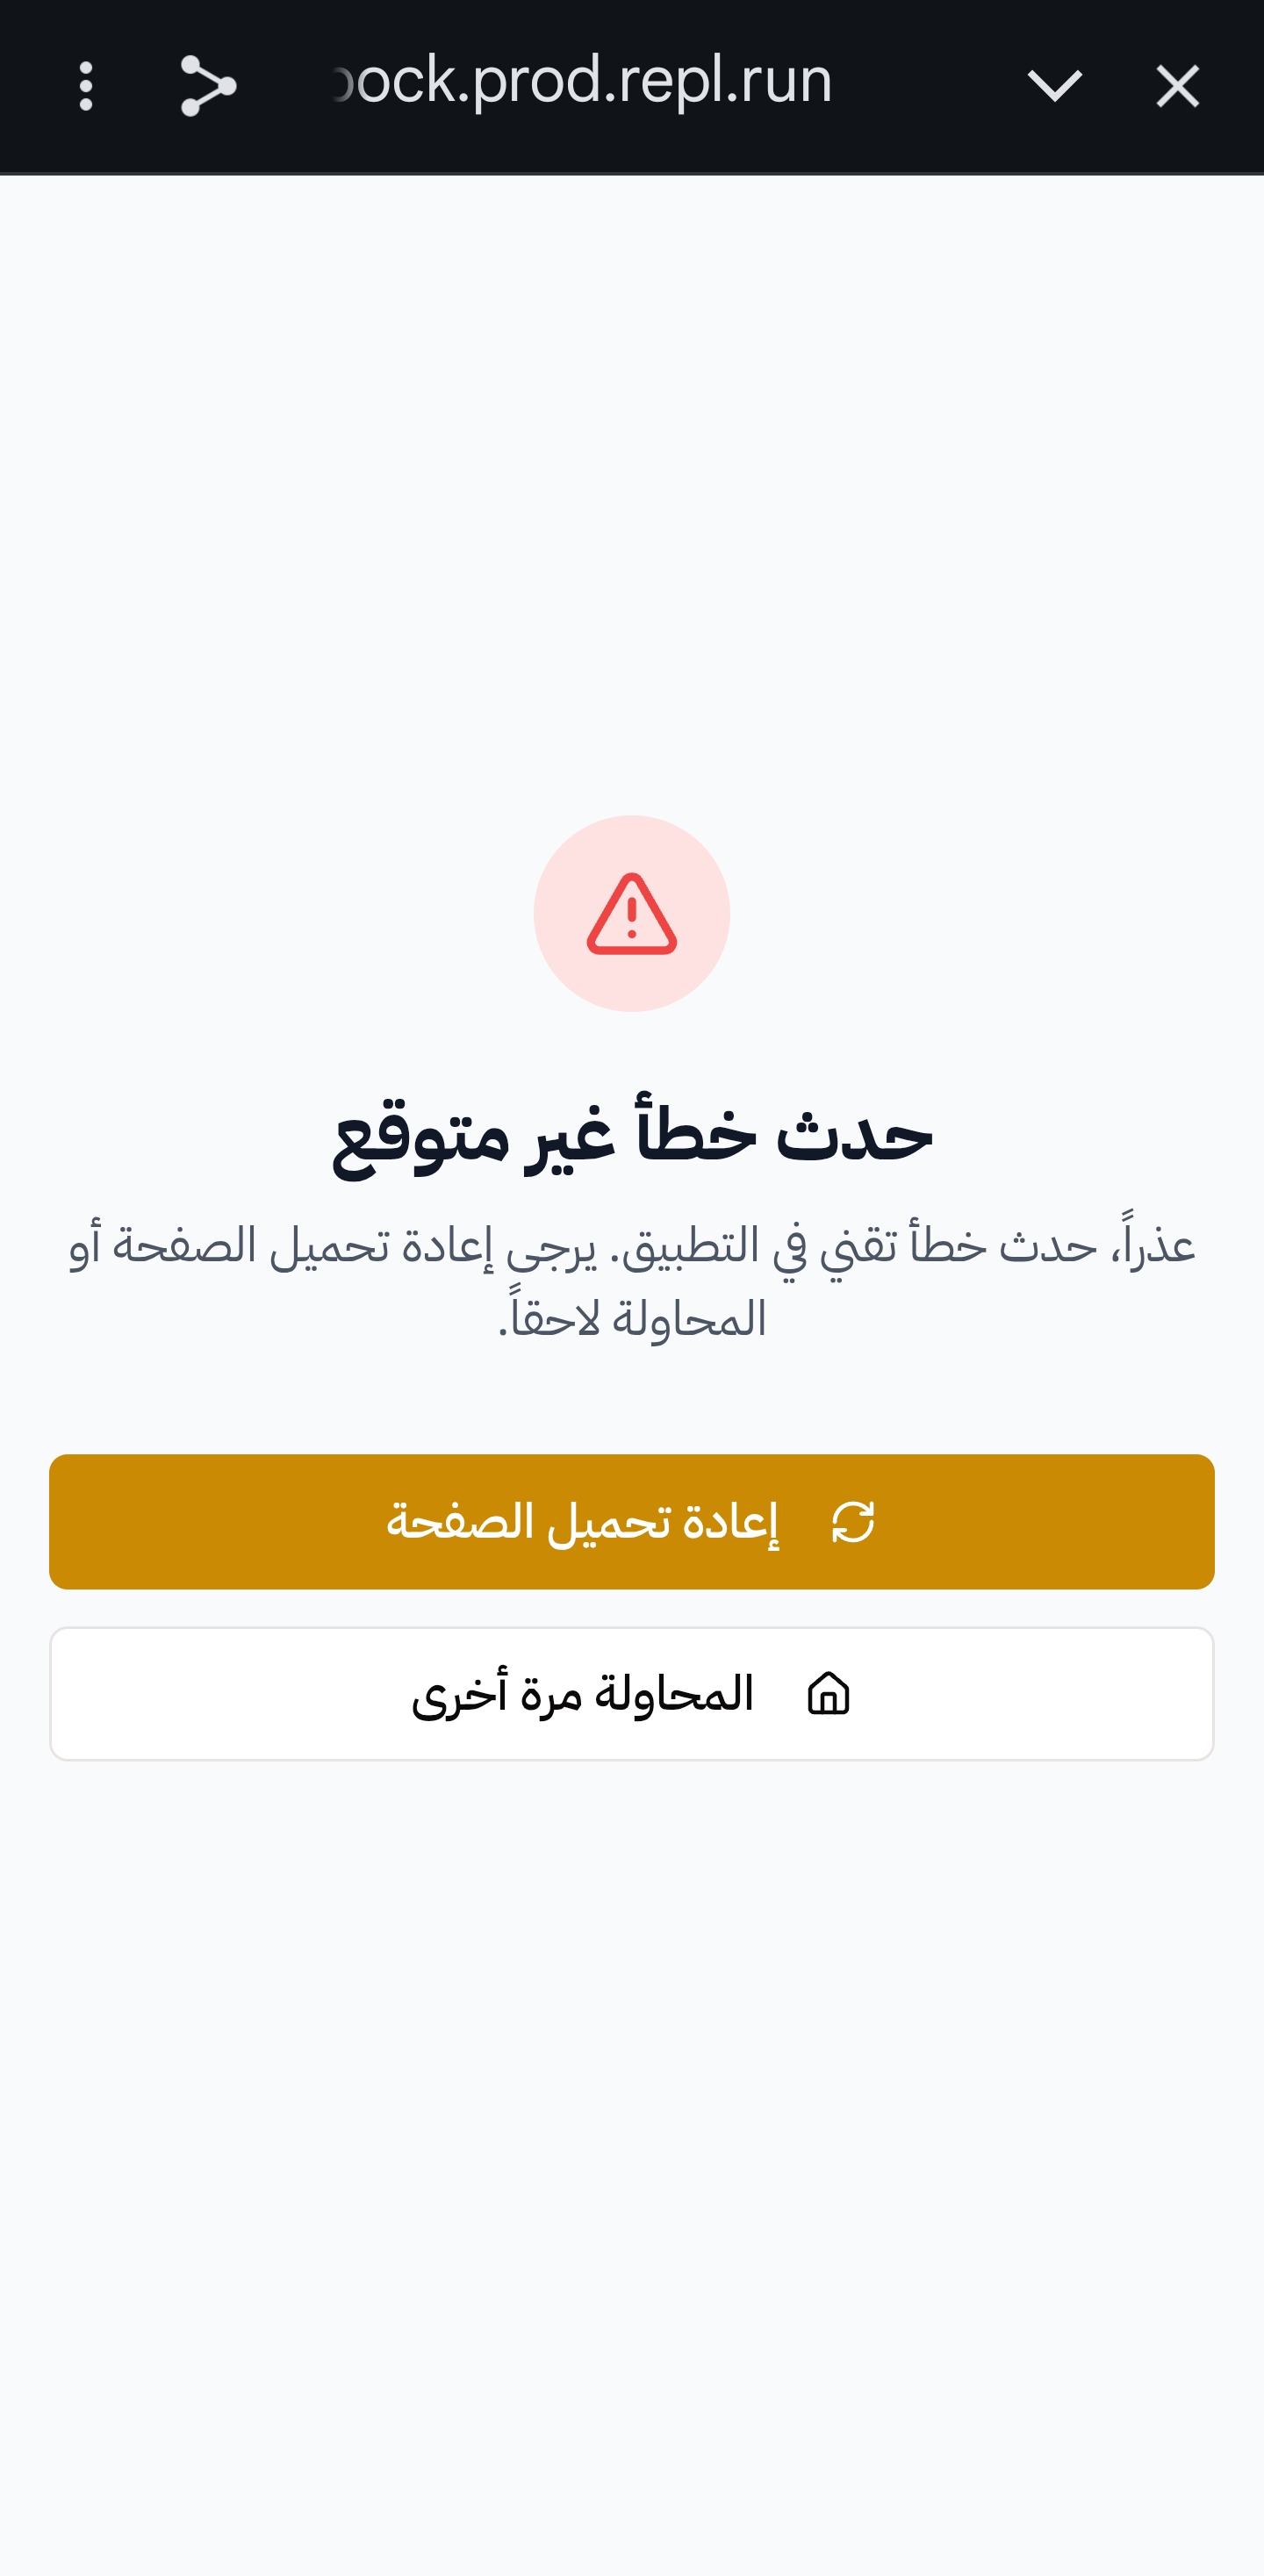 ock.prod.repl.run
حدث خطأ غير متوقع
عذراً، حدث خطأ تقني في التطبيق. يرجى إعادة تحميل الصفحة أو
المحاولة لاحقاً.
إعادة تحميل الصفحة
المحاولة مرة أخرى